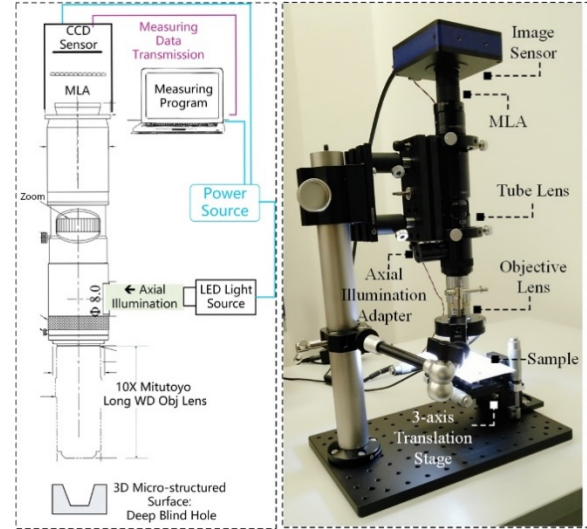 CCD
Sensor
MLA
Measuring
Data
Transmission
Measuring
Program
Zoom
Power
Source
Φ 8.0
← Axial
Illumination
LED Light
Source
10X Mitutoyo
Long WD Obj Lens
3D Micro-structured
Surface:
Deep Blind Hole
Image
Sensor
MLA
Tube Lens
Axial
Illumination
Adapter
Objective
Lens
Sample
3-axis
Translation
Stage